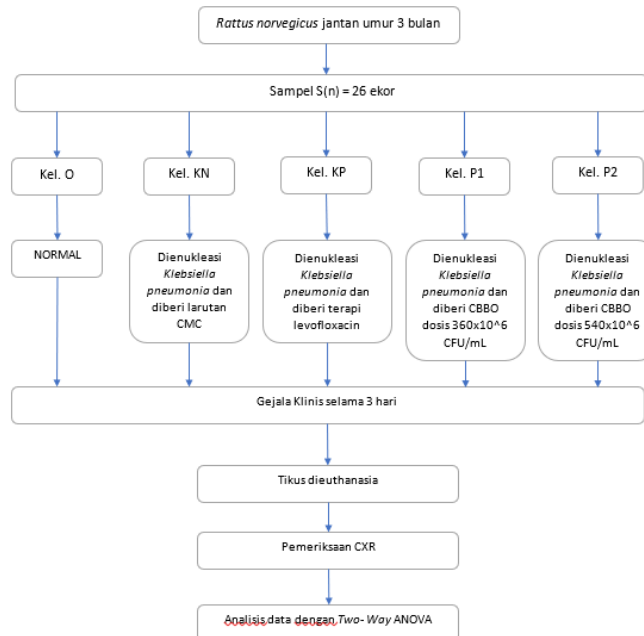 Rattus norvegicus jantan umur 3 bulan
Sampel S(n) = 26 ekor
Kel. O
Kel. KN
Kel. KP
Kel. P1
Kel. P2
NORMAL
Dienukleasi
Klebsiella
pneumonia dan
diberi larutan
CMC
Dienukleasi
Klebsiella
pneumonia dan
diberi terapi
levofloxacin
Dienukleasi
Klebsiella
pneumonia dan
diberi CBBO
dosis 360x10^6
CFU/mL
Dienukleasi
Klebsiella
pneumonia dan
diberi CBBO
dosis 540x10^6
CFU/mL
Gejala Klinis selama 3 hari
Tikus dieuthanasia
Pemeriksaan CXR
Analisis data dengan Two- Way ANOVA